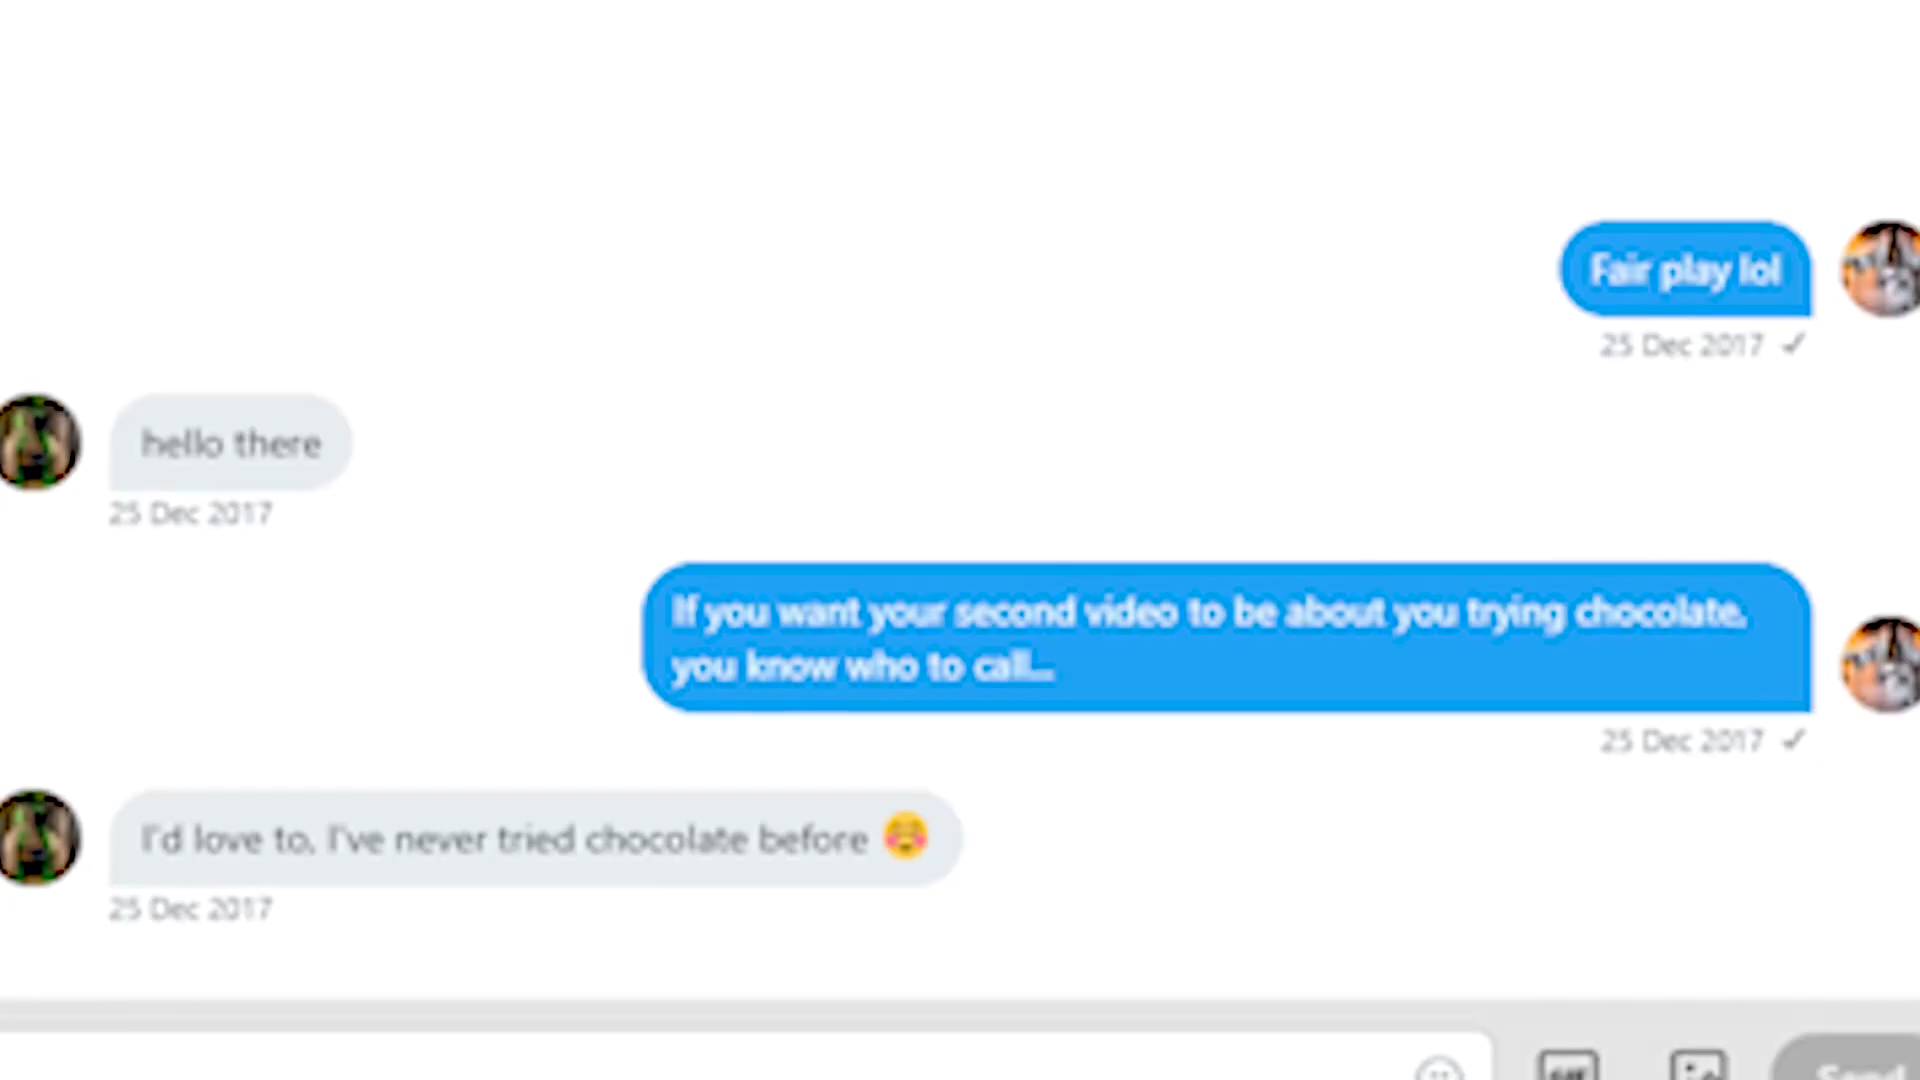 Fair play lol
25 Dec 2017 ✓
hello there
25 Dec 2017
If you want your second video to be about you trying chocolate,
you know who to call...
25 Dec 2017 ✓
I'd love to, I've never tried chocolate before 😊
25 Dec 2017
GIF
Send